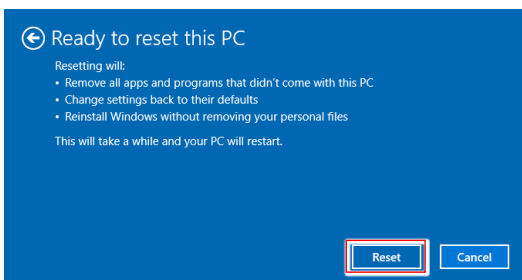 Ready to reset this PC
Resetting will:
• Remove all apps and programs that didn't come with this PC
• Change settings back to their defaults
• Reinstall Windows without removing your personal files
This will take a while and your PC will restart.
Reset Cancel